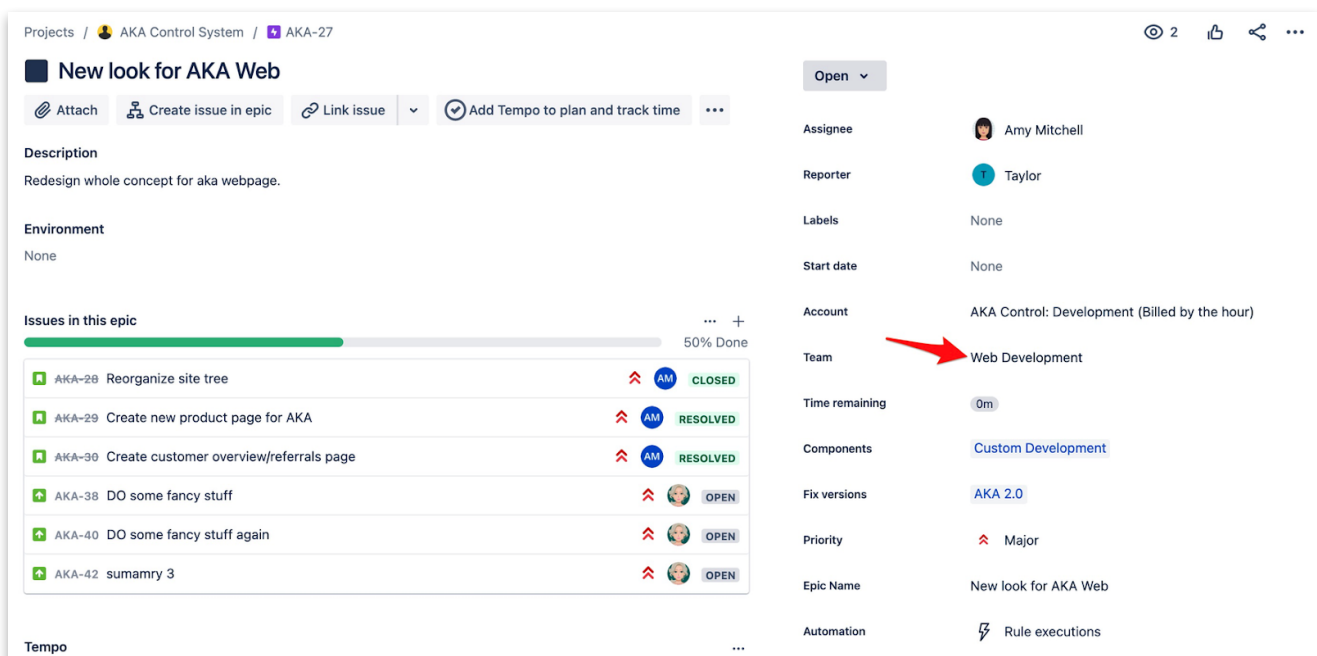 Projects / AKA Control System / AKA-27
2
New look for AKA Web
Attach
Create issue in epic
Link issue
Add Tempo to plan and track time
Description
Redesign whole concept for aka webpage.
Environment
None
Issues in this epic
50% Done
AKA-28 Reorganize site tree AM CLOSED
AKA-29 Create new product page for AKA AM RESOLVED
AKA-30 Create customer overview/referrals page AM RESOLVED
AKA-38 DO some fancy stuff OPEN
AKA-40 DO some fancy stuff again OPEN
AKA-42 sumamry 3 OPEN
Tempo
Open
Assignee Amy Mitchell
Reporter T Taylor
Labels None
Start date None
Account AKA Control: Development (Billed by the hour)
Team Web Development
Time remaining 0m
Components Custom Development
Fix versions AKA 2.0
Priority Major
Epic Name New look for AKA Web
Automation Rule executions